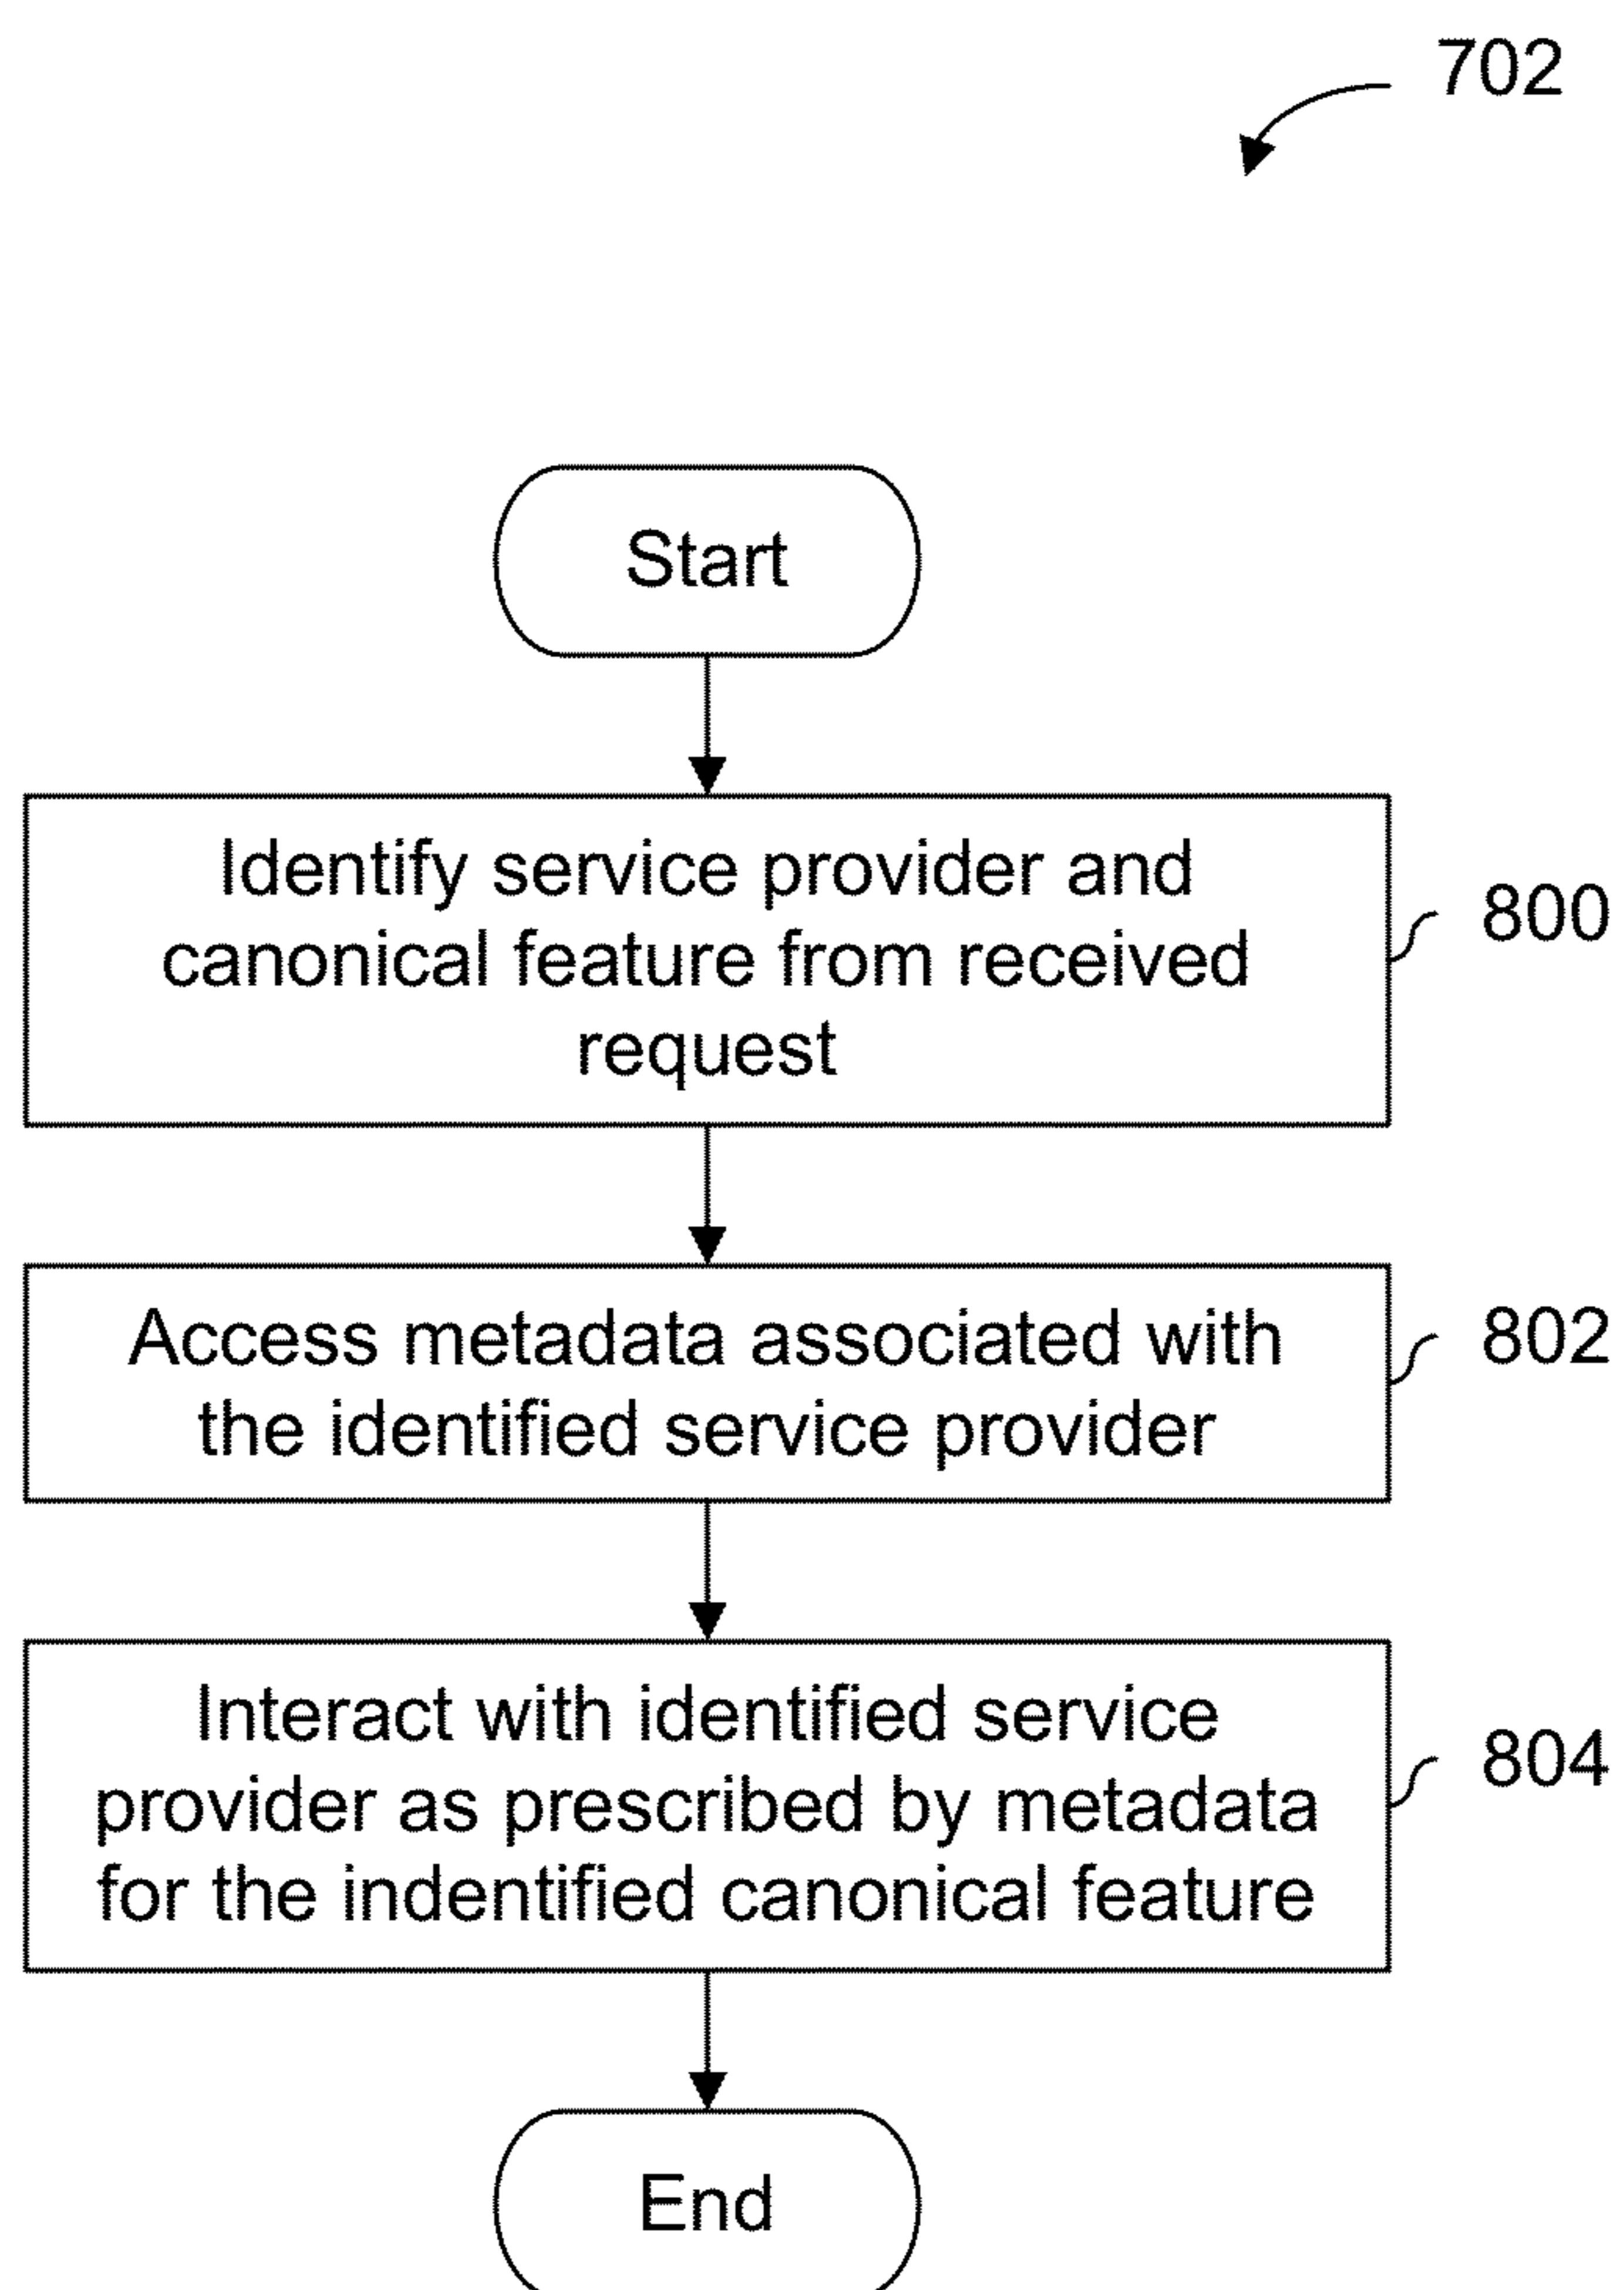 702
Start
Identify service provider and
canonical feature from received
request
800
Access metadata associated with
the identified service provider
802
Interact with identified service
provider as prescribed by metadata
for the indentified canonical feature
804
End